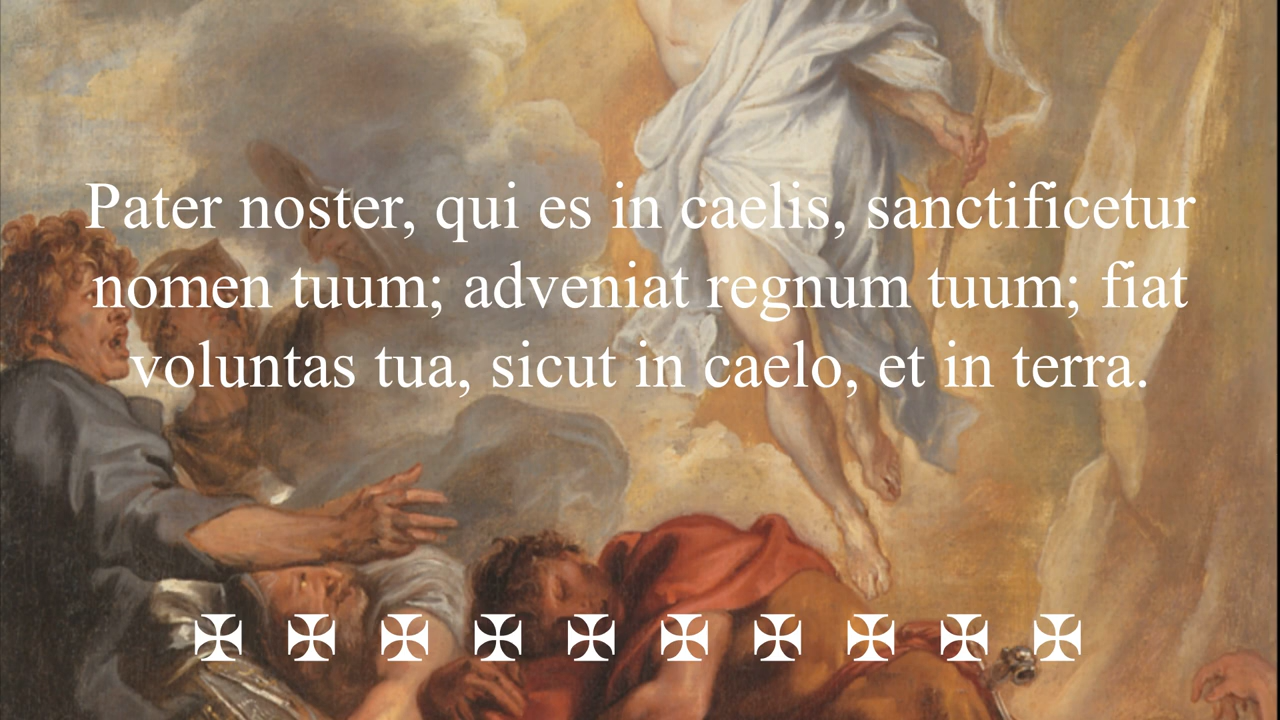 Pater noster, qui es in caelis, sanctificetur
nomen tuum; adveniat regnum tuum; fiat
voluntas tua, sicut in caelo, et in terra.
✠ ✠ ✠ ✠ ✠ ✠ ✠ ✠ ✠ ✠